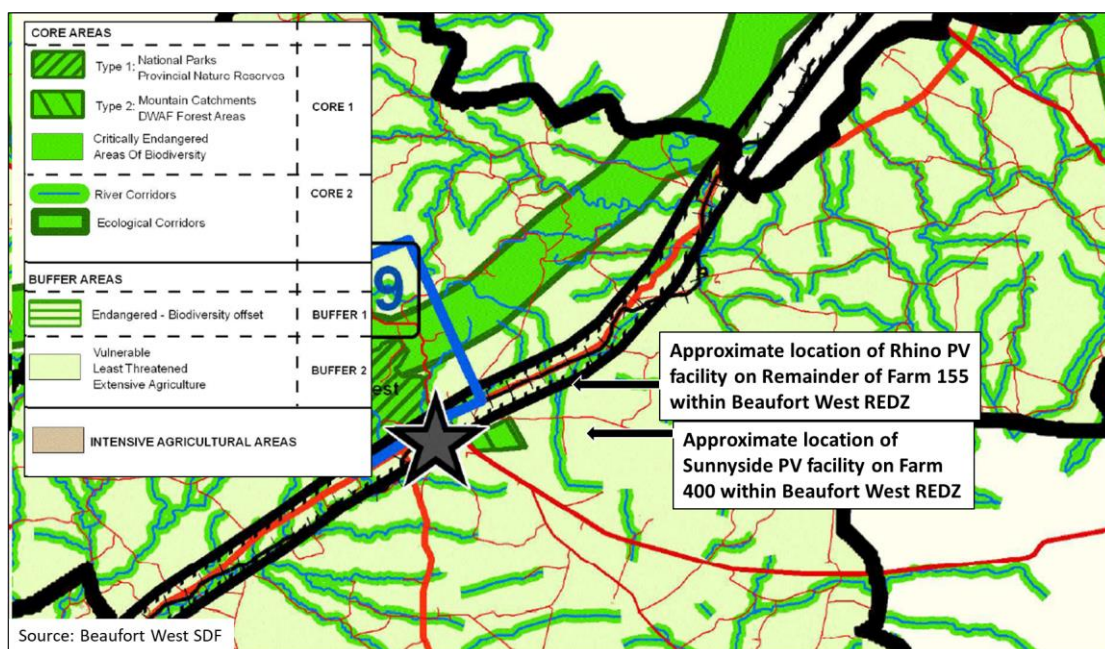 CORE AREAS
Type 1: National Parks
Provincial Nature Reserves
Type 2: Mountain Catchments
DWAF Forest Areas
CORE 1
Critically Endangered
Areas Of Biodiversity
River Corridors
CORE 2
Ecological Corridors
BUFFER AREAS
Endangered - Biodiversity offset
BUFFER 1
Vulnerable
Least Threatened
Extensive Agriculture
BUFFER 2
INTENSIVE AGRICULTURAL AREAS
9
est
Approximate location of Rhino PV
facility on Remainder of Farm 155
within Beaufort West REDZ
Approximate location of
Sunnyside PV facility on Farm
400 within Beaufort West REDZ
Source: Beaufort West SDF